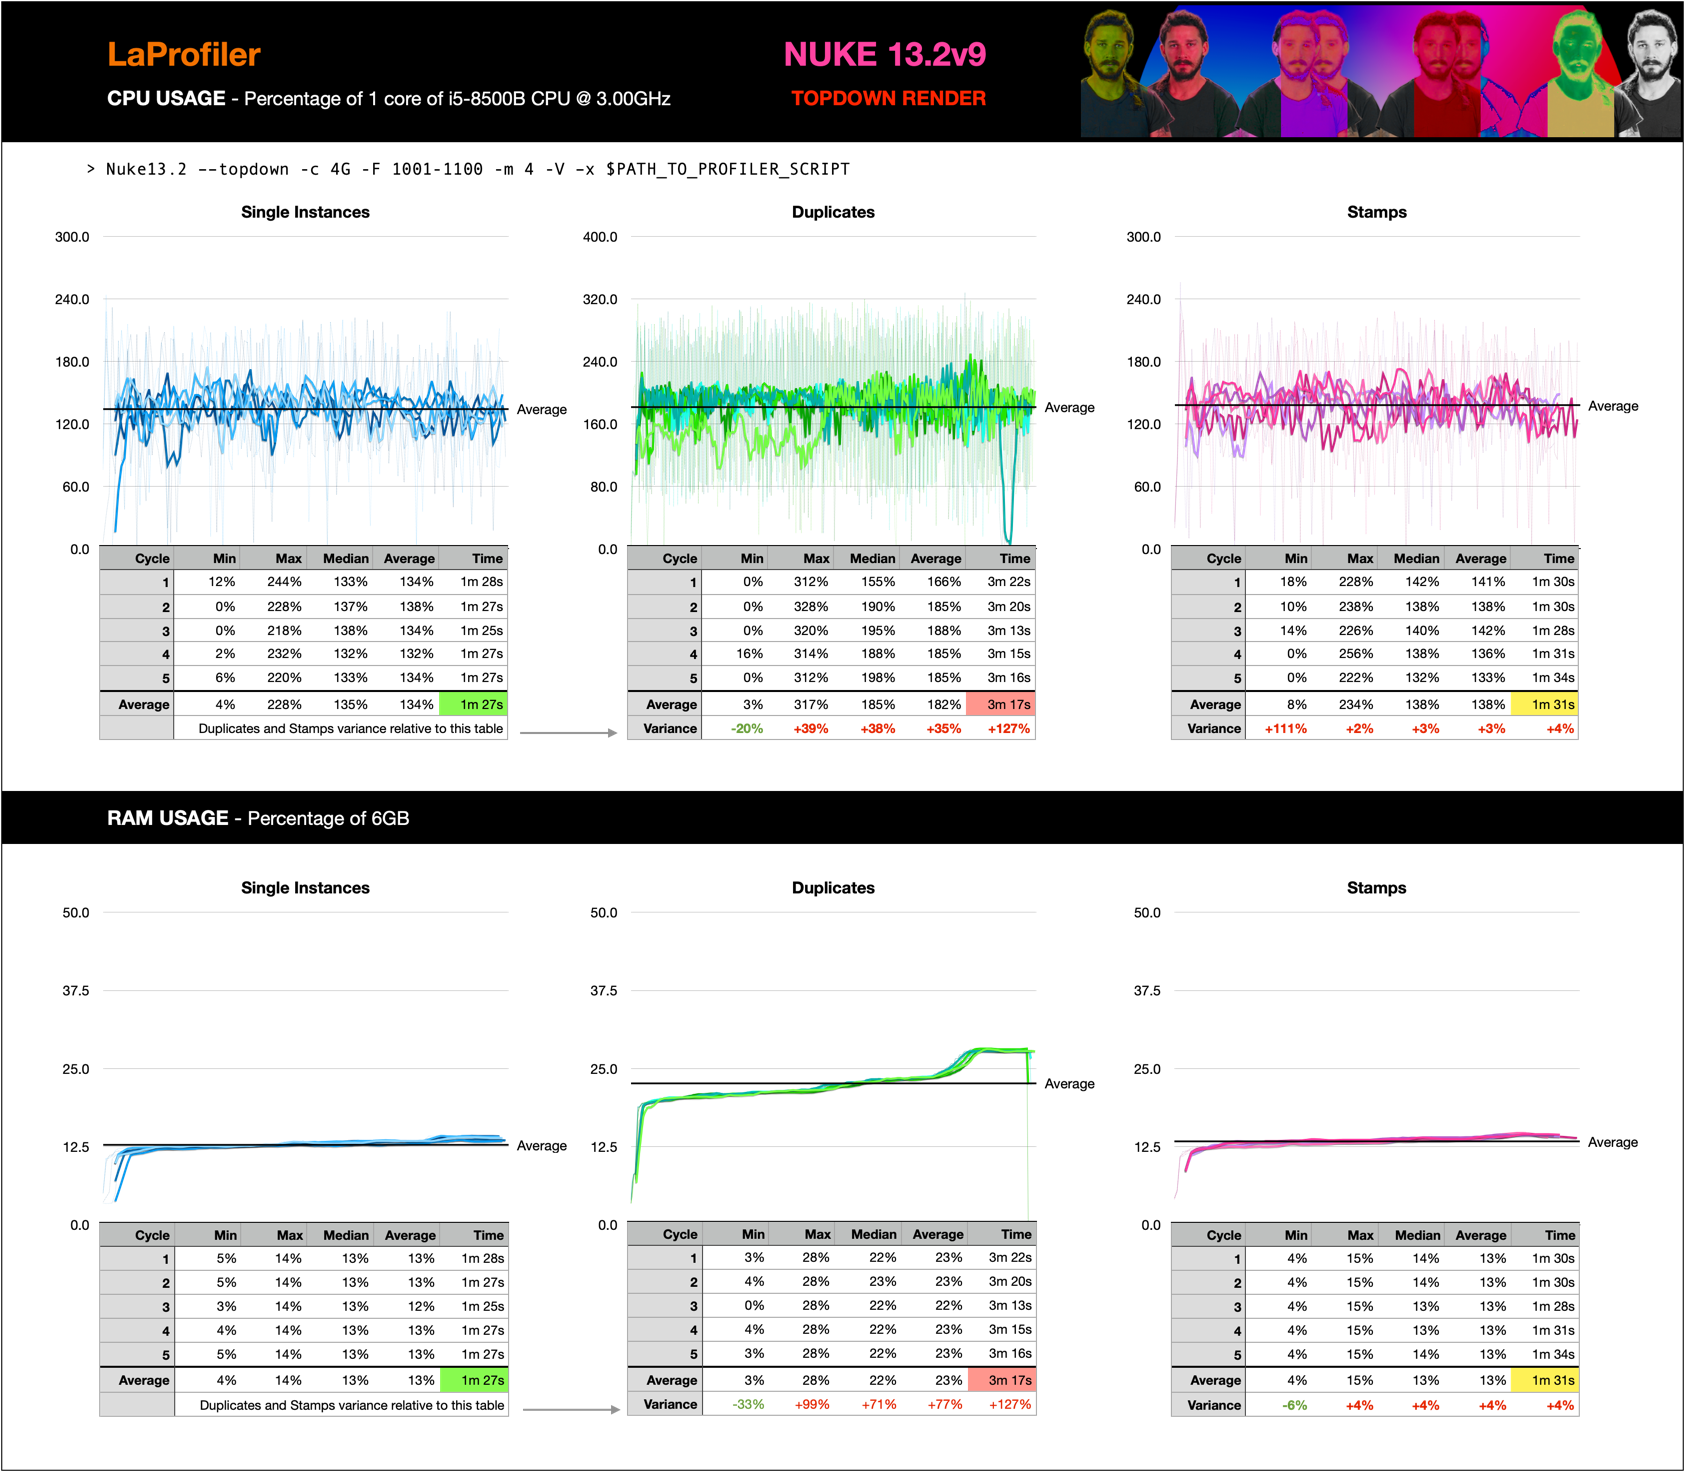 LaProfiler
NUKE 13.2v9
CPU USAGE - Percentage of 1 core of i5-8500B CPU @ 3.00GHz
TOPDOWN RENDER
> Nuke13.2 --topdown -c 4G -F 1001-1100 -m 4 -V -x $PATH_TO_PROFILER_SCRIPT
Single Instances
300.0
240.0
180.0
120.0
60.0
0.0
Average
Cycle Min Max Median Average Time
1 12% 244% 133% 134% 1m 28s
2 0% 228% 137% 138% 1m 27s
3 0% 218% 138% 134% 1m 25s
4 2% 232% 132% 132% 1m 27s
5 6% 220% 133% 134% 1m 27s
Average 4% 228% 135% 134% 1m 27s
Duplicates and Stamps variance relative to this table
Duplicates
400.0
320.0
240.0
160.0
80.0
0.0
Average
Cycle Min Max Median Average Time
1 0% 312% 155% 166% 3m 22s
2 0% 328% 190% 185% 3m 20s
3 0% 320% 195% 188% 3m 13s
4 16% 314% 188% 185% 3m 15s
5 0% 312% 198% 185% 3m 16s
Average 3% 317% 185% 182% 3m 17s
Variance -20% +39% +38% +35% +127%
Stamps
300.0
240.0
180.0
120.0
60.0
0.0
Average
Cycle Min Max Median Average Time
1 18% 228% 142% 141% 1m 30s
2 10% 238% 138% 138% 1m 30s
3 14% 226% 140% 142% 1m 28s
4 0% 256% 138% 136% 1m 31s
5 0% 222% 132% 133% 1m 34s
Average 8% 234% 138% 138% 1m 31s
Variance +111% +2% +3% +3% +4%
RAM USAGE - Percentage of 6GB
Single Instances
50.0
37.5
25.0
12.5
0.0
Average
Cycle Min Max Median Average Time
1 5% 14% 13% 13% 1m 28s
2 5% 14% 13% 13% 1m 27s
3 3% 14% 13% 12% 1m 25s
4 4% 14% 13% 13% 1m 27s
5 5% 14% 13% 13% 1m 27s
Average 4% 14% 13% 13% 1m 27s
Duplicates and Stamps variance relative to this table
Duplicates
50.0
37.5
25.0
12.5
0.0
Average
Cycle Min Max Median Average Time
1 3% 28% 22% 23% 3m 22s
2 4% 28% 23% 23% 3m 20s
3 0% 28% 22% 22% 3m 13s
4 4% 28% 22% 23% 3m 15s
5 3% 28% 22% 23% 3m 16s
Average 3% 28% 22% 23% 3m 17s
Variance -33% +99% +71% +77% +127%
Stamps
50.0
37.5
25.0
12.5
0.0
Average
Cycle Min Max Median Average Time
1 4% 15% 14% 13% 1m 30s
2 4% 15% 14% 13% 1m 30s
3 4% 15% 13% 13% 1m 28s
4 4% 15% 13% 13% 1m 31s
5 4% 15% 14% 13% 1m 34s
Average 4% 15% 13% 13% 1m 31s
Variance -6% +4% +4% +4% +4%